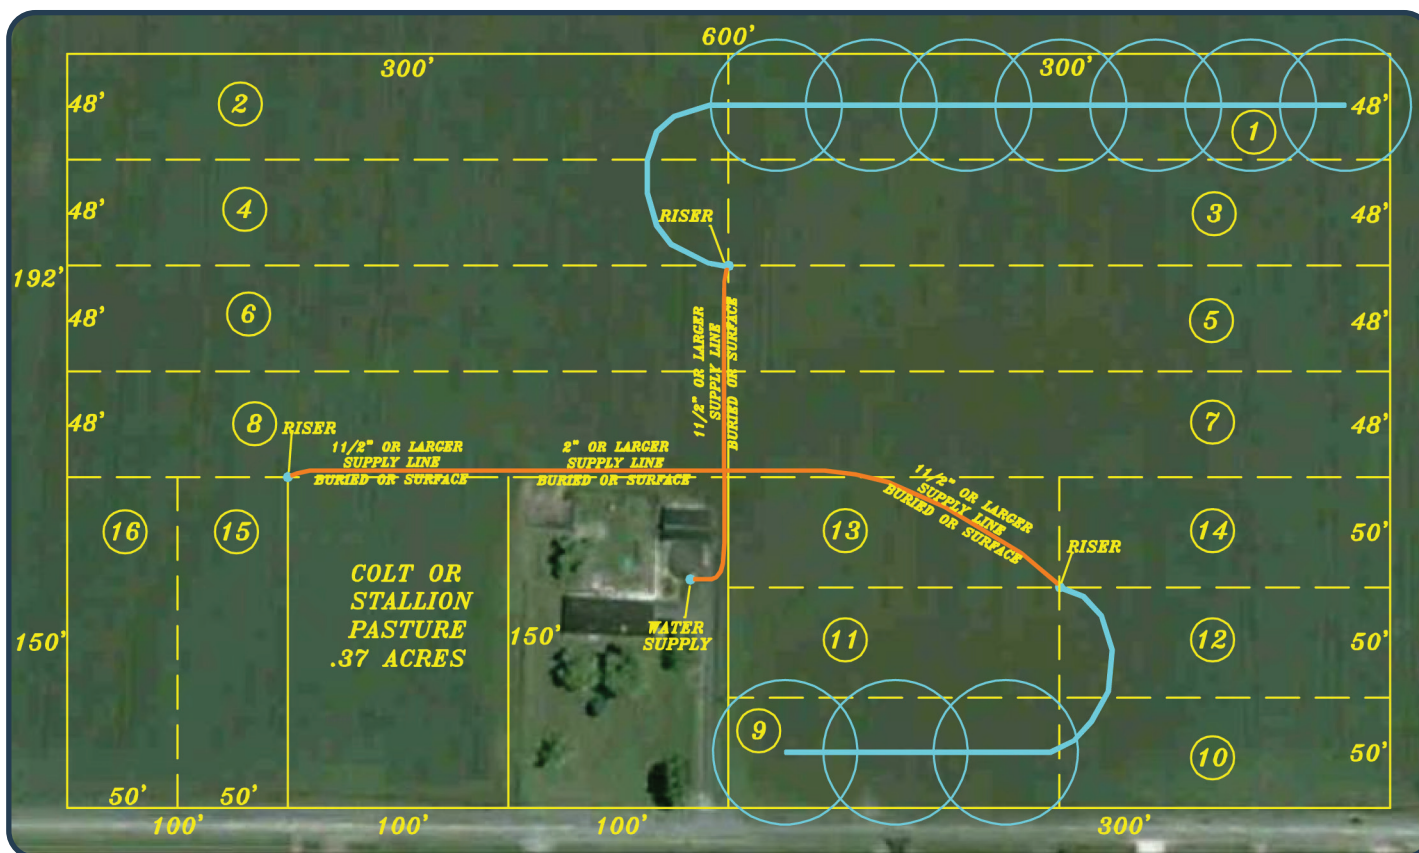 600'
300'
300'
48'
2
48'
1
48'
4
RISER
3
48'
192'
48'
6
11/2" OR LARGER
SUPPLY LINE
BURIED OR SURFACE
5
48'
48'
8
RISER
7
48'
11/2" OR LARGER
SUPPLY LINE
BURIED OR SURFACE
2" OR LARGER
SUPPLY LINE
BURIED OR SURFACE
11/2" OR LARGER
SUPPLY LINE
BURIED OR SURFACE
16
15
13
14
50'
RISER
COLT OR
STALLION
PASTURE
.37 ACRES
150'
150'
WATER
SUPPLY
11
12
50'
9
10
50'
50'
50'
100'
100'
100'
300'